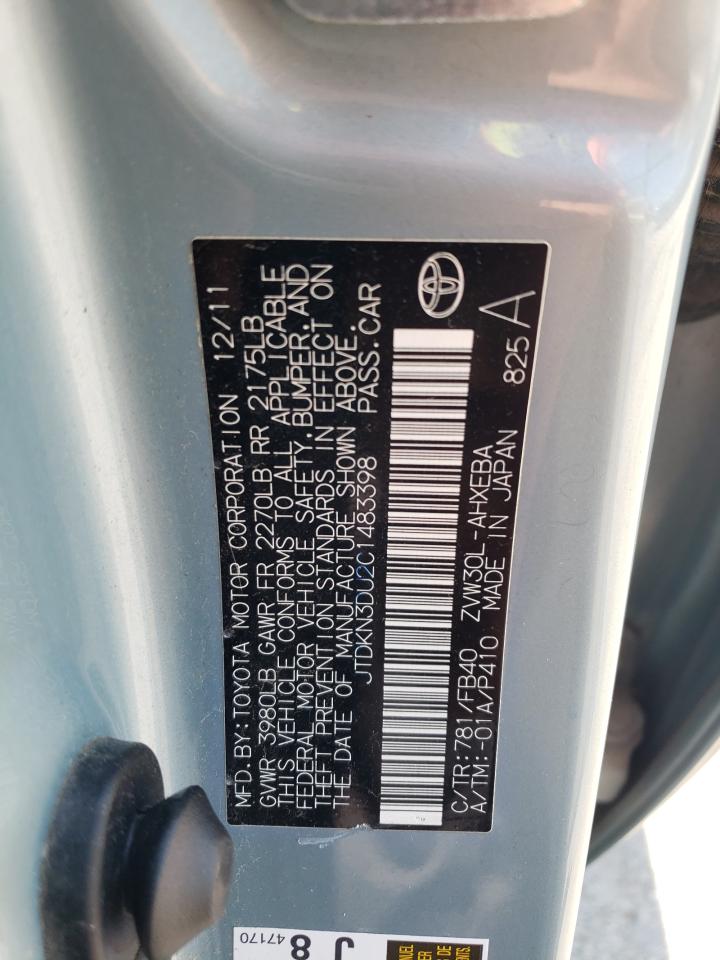 MFD.BY:TOYOTA MOTOR CORPORATION 12/11
GVWR 3980LB GAWR FR 2270LB RR 2175LB
THIS VEHICLE CONFORMS TO ALL APPLICABLE
FEDERAL MOTOR VEHICLE SAFETY,BUMPER,AND
THEFT PREVENTION STANDARDS IN EFFECT ON
THE DATE OF MANUFACTURE SHOWN ABOVE.
JTDKN3DU2C1483398 PASS.CAR
C/TR:781/FB40 ZVW30L-AHXEBA 825A
A/TM:-01A/P410 MADE IN JAPAN
47170
J 8